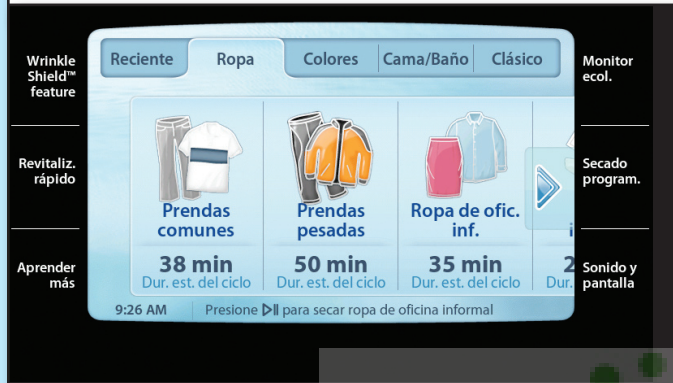 Wrinkle
Shield™
feature
Revitaliz.
rápido
Aprender
más
Reciente
Ropa
Colores
Cama/Baño
Clásico
Prendas
comunes
38 min
Dur. est. del ciclo
Prendas
pesadas
50 min
Dur. est. del ciclo
Ropa de ofic.
inf.
35 min
Dur. est. del ciclo
i
2
Dur.
9:26 AM
Presione ▷II para secar ropa de oficina informal
Monitor
ecol.
Secado
program.
Sonido y
pantalla